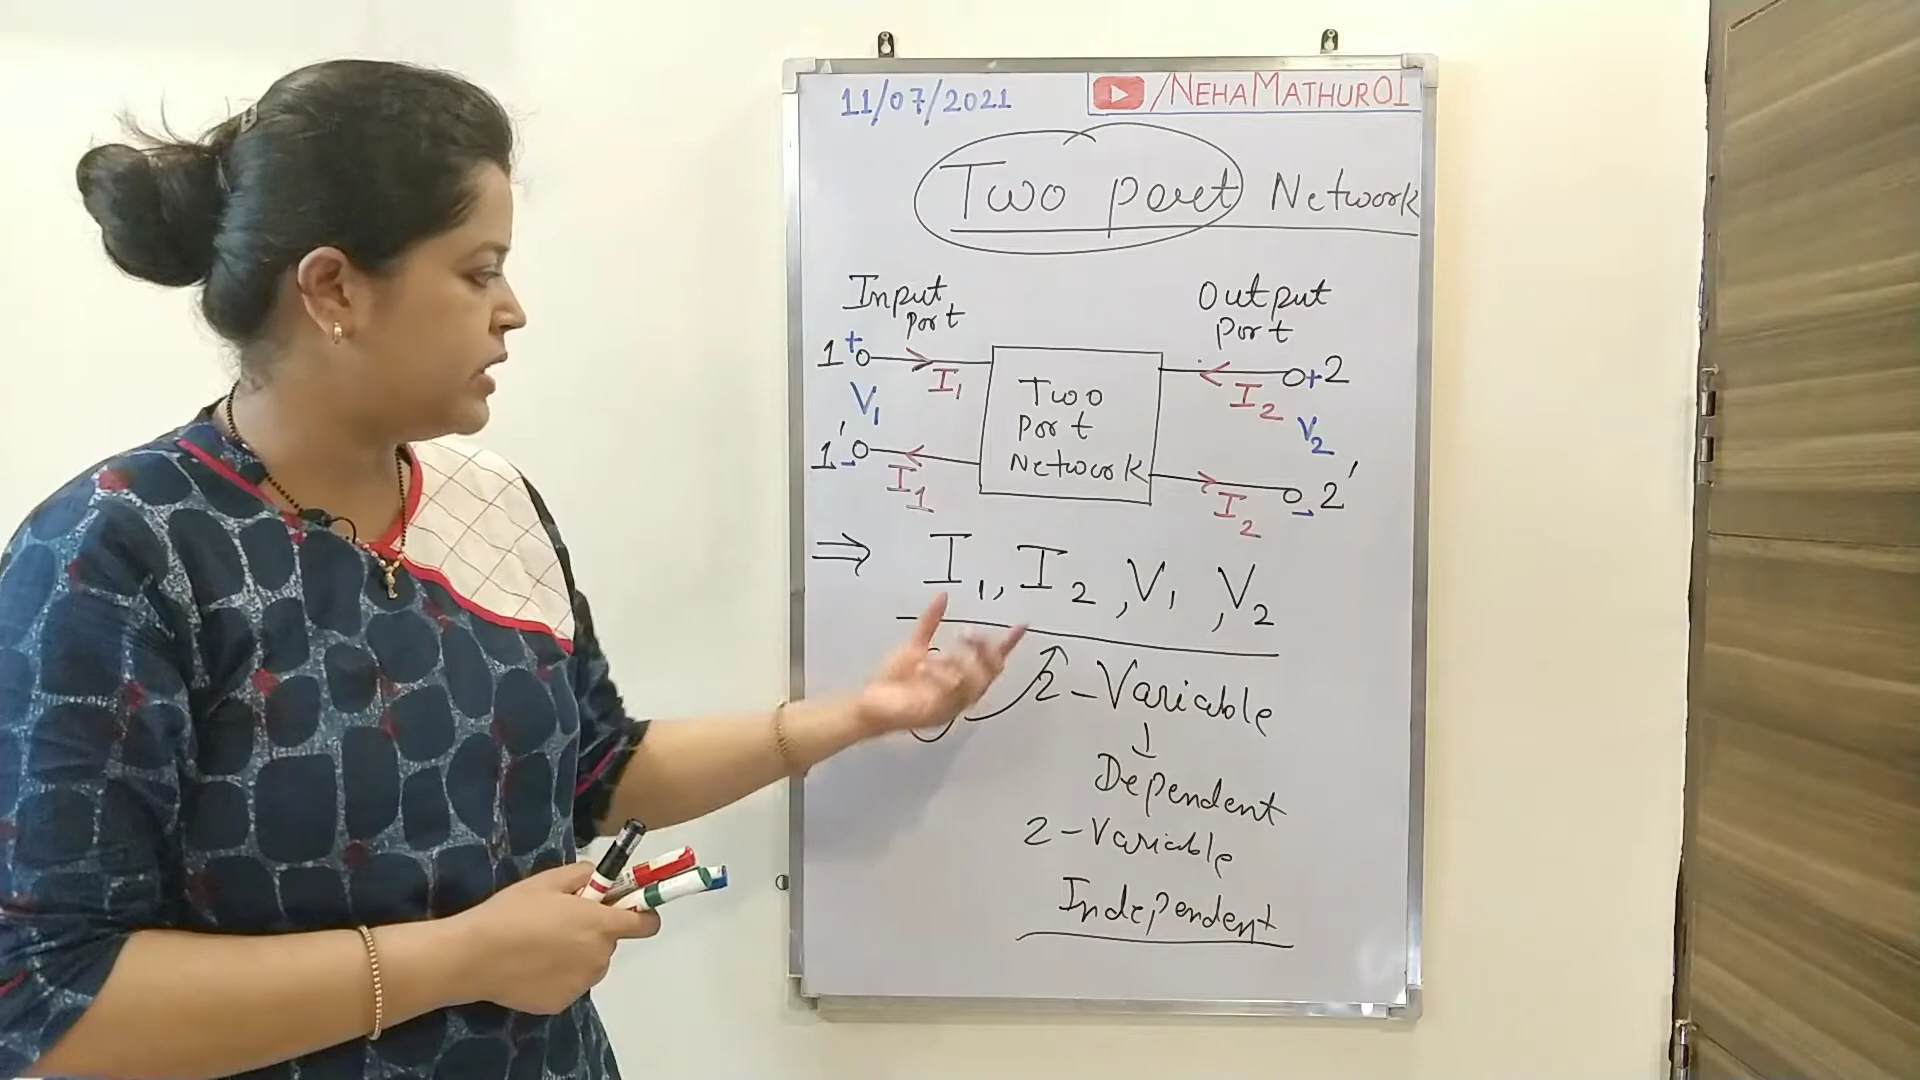 11/07/2021
/NEHAMATHUR01
Two port Network
Input port
Output port
1 + I1 I2 + 2
V1
Two Port Network
V2
1' - I1 I2 - 2'
⇒ I1, I2, V1, V2
2-Variable
↓
Dependent
2-Variable
Independent